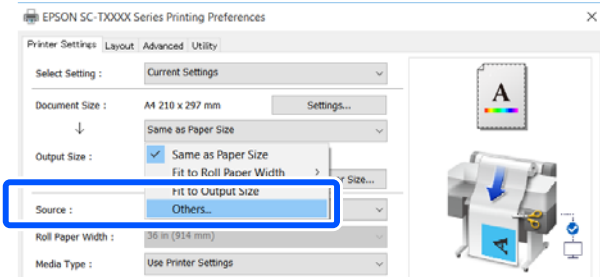 EPSON SC-TXXXX Series Printing Preferences
Printer Settings Layout Advanced Utility
Select Setting : Current Settings
Document Size : A4 210 x 297 mm Settings...
Same as Paper Size
Output Size : Same as Paper Size
Fit to Roll Paper Width
Size...
Fit to Output Size
Source : Others...
Roll Paper Width : 36 in (914 mm)
Media Type : Use Printer Settings
A
A